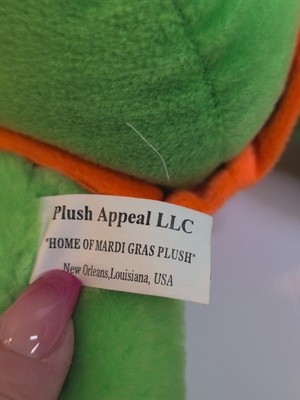 Plush Appeal LLC
"HOME OF MARDI GRAS PLUSH"
New Orleans,Louisiana, USA